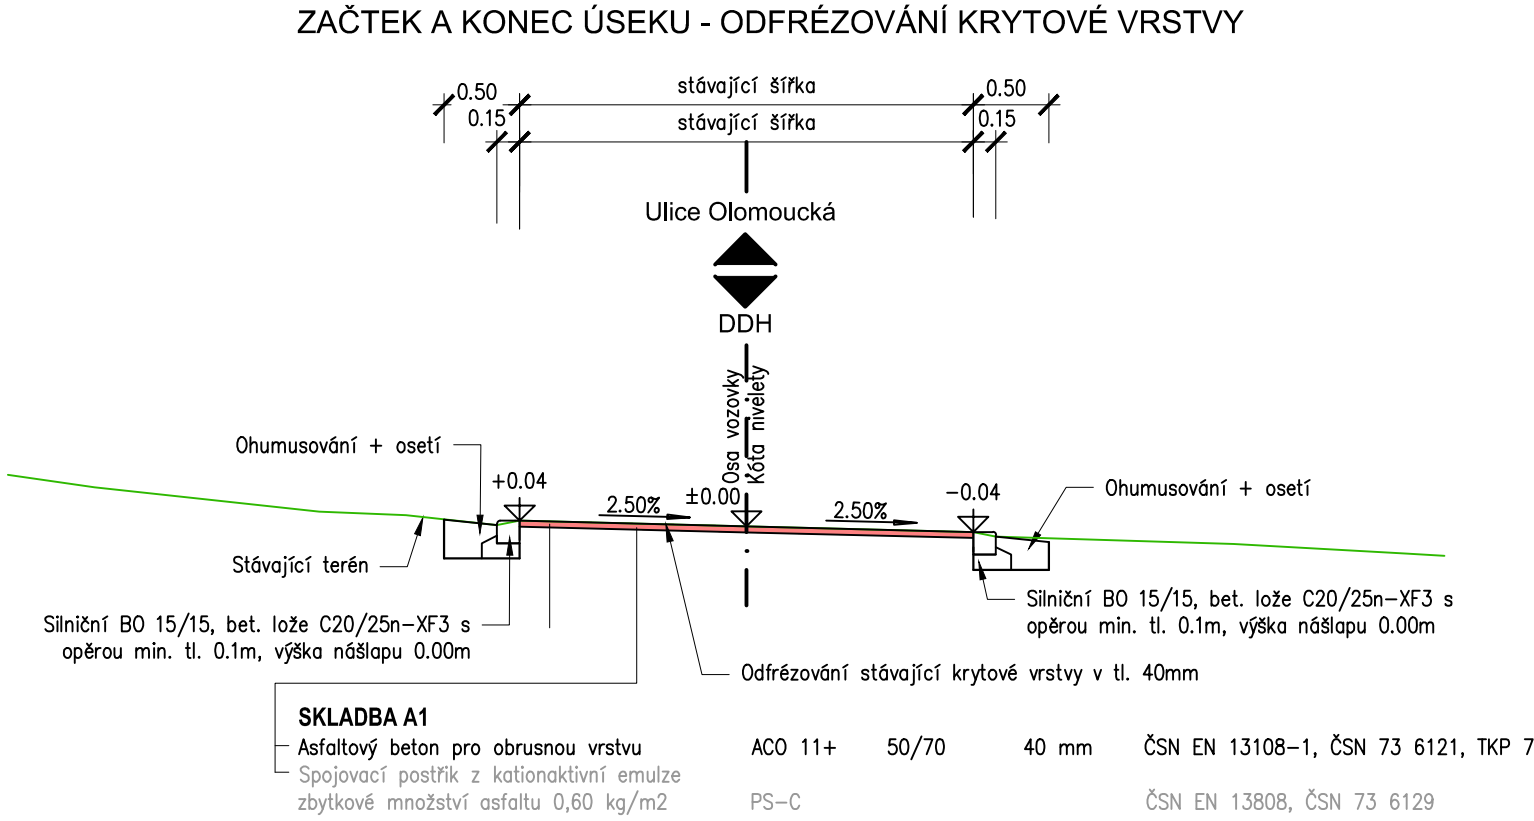 ZAČTEK A KONEC ÚSEKU - ODFRÉZOVÁNÍ KRYTOVÉ VRSTVY
0.50
stávající šířka
0.50
0.15
stávající šířka
0.15
Ulice Olomoucká
DDH
Osa vozovky
Kóta nivelety
Ohumusování + osetí
+0.04
2.50%
±0.00
2.50%
-0.04
Ohumusování + osetí
Stávající terén
Silniční BO 15/15, bet. lože C20/25n-XF3 s
opěrou min. tl. 0.1m, výška nášlapu 0.00m
Silniční BO 15/15, bet. lože C20/25n-XF3 s
opěrou min. tl. 0.1m, výška nášlapu 0.00m
Odfrézování stávající krytové vrstvy v tl. 40mm
SKLADBA A1
Asfaltový beton pro obrusnou vrstvu ACO 11+ 50/70 40 mm ČSN EN 13108-1, ČSN 73 6121, TKP 7
Spojovací postřik z kationaktivní emulze
zbytkové množství asfaltu 0,60 kg/m2 PS-C ČSN EN 13808, ČSN 73 6129